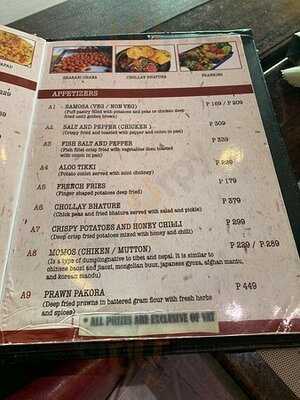 SHARABI CHANA
CHOLLAY BHATURE
PRAWNINO
APPETIZERS
A1 - SAMOSA (VEG / NON VEG) P 169 / P 209
(Puff pastry filled with potatoes and peas or chicken deep
fried until golden brown)
A2 SALT AND PEPPER (CHICKEN ) P 309
(Crispy fried and toasted with pepper and onion in pan)
A3 FISH SALT AND PEPPER P 339
(Fish fillet crisp fried with vegetables then toasted
with onion in pan)
A4 ALOO TIKKI P 229
(Potato cutlet served with mint chutney)
A5 FRENCH FRIES P 179
(Finger shaped potatoes deep fried)
A6 CHOLLAY BHATURE P 379
(Chick peas and fried bhatura served with salad and pickle)
A7 CRISPY POTATOES AND HONEY CHILLI P 299
(Deep crisp fried potatoes mixed with honey and chilli)
A8 MOMOS (CHIKEN / MUTTON) P 239 / P 289
(Is a type of dumplingnative to tibet and nepal. it is similar to
chinese baozi and jiaozi, mongolian buuz, japanese gyoza, afghan mantu,
and korean mandu)
A9 PRAWN PAKORA P 449
(Deep fried prawns in battered gram flour with fresh herbs
and spices)
* ALL PRIZES ARE EXCLUSIVE OF VAT